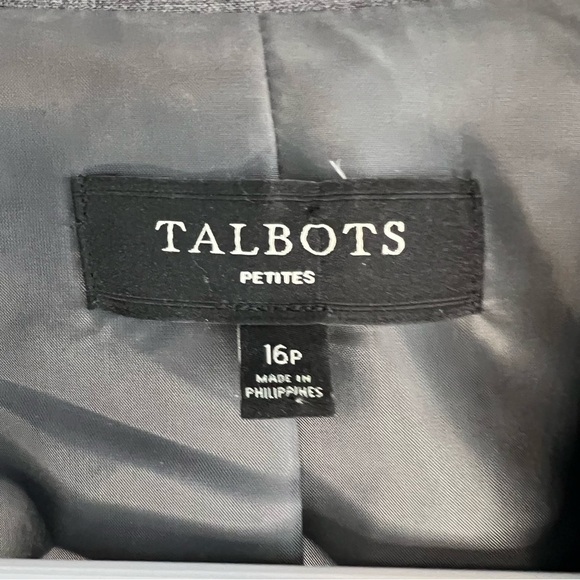 TALBOTS
PETITES
16P
MADE IN
PHILIPPINES